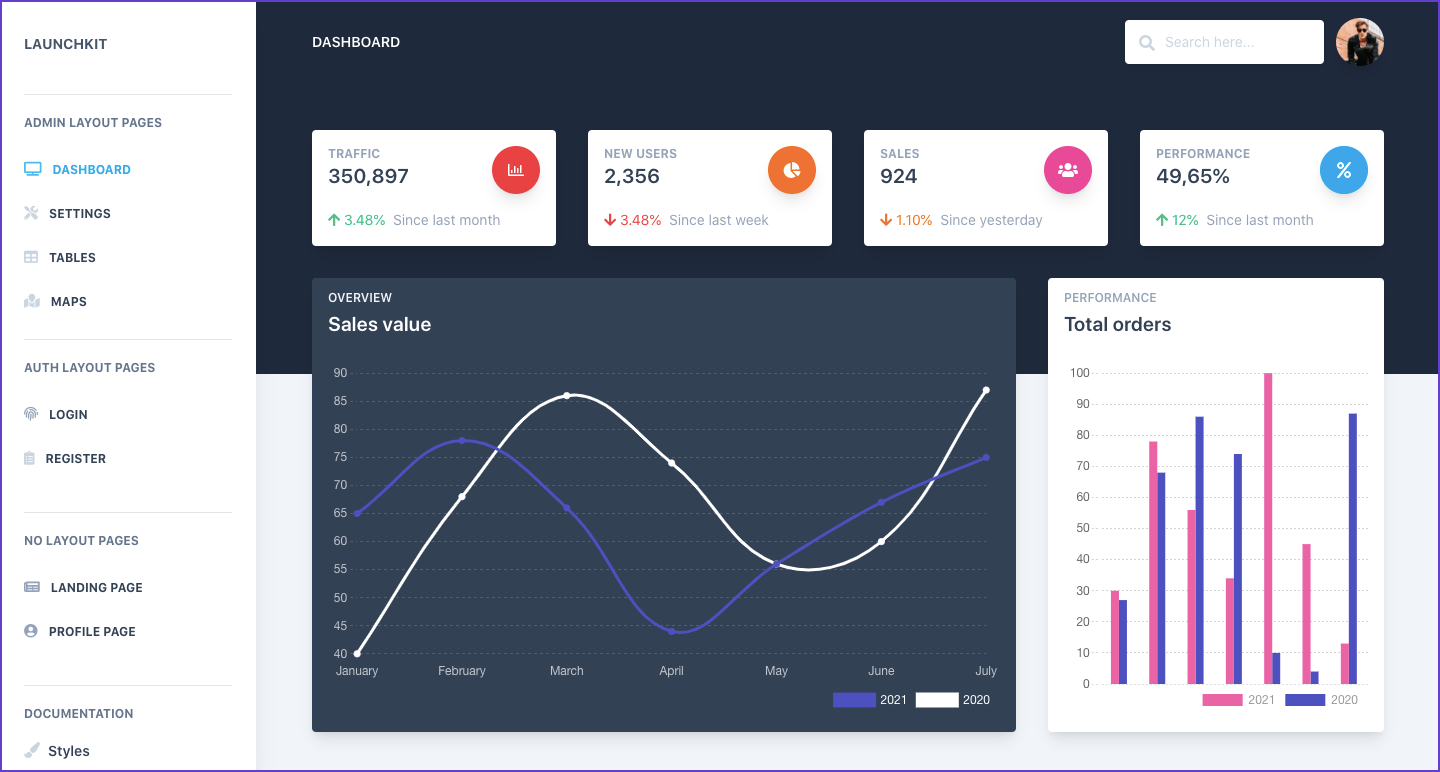 LAUNCHKIT
ADMIN LAYOUT PAGES
DASHBOARD
SETTINGS
TABLES
MAPS
AUTH LAYOUT PAGES
LOGIN
REGISTER
NO LAYOUT PAGES
LANDING PAGE
PROFILE PAGE
DOCUMENTATION
Styles
DASHBOARD
Search here...
TRAFFIC
350,897
3.48% Since last month
NEW USERS
2,356
3.48% Since last week
SALES
924
1.10% Since yesterday
PERFORMANCE
49,65%
12% Since last month
OVERVIEW
Sales value
90
85
80
75
70
65
60
55
50
45
40
January February March April May June July
2021 2020
PERFORMANCE
Total orders
100
90
80
70
60
50
40
30
20
10
0
2021 2020